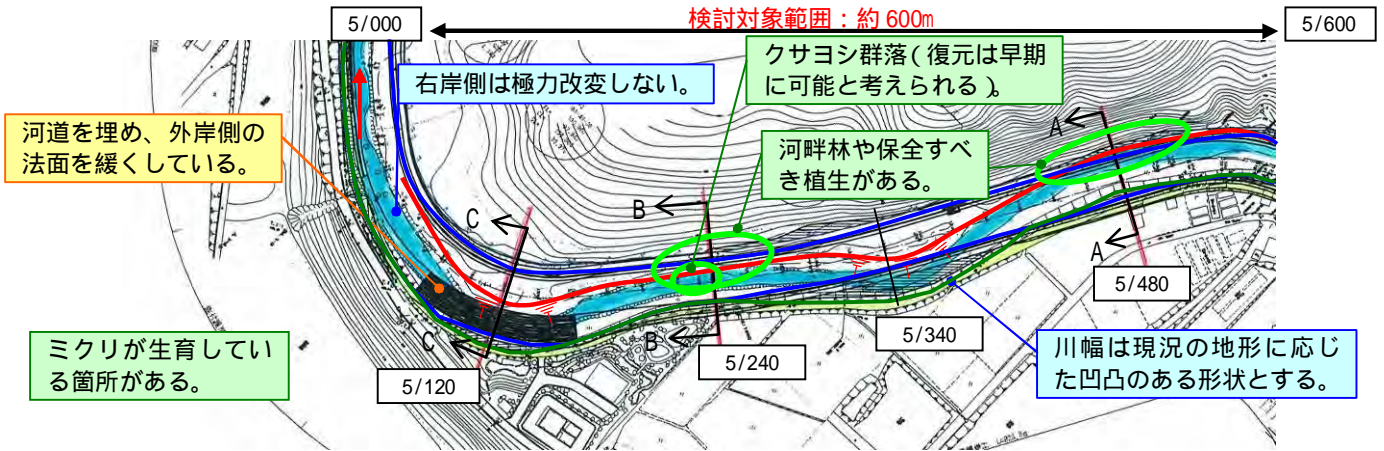 検討対象範囲：約600m
5/000
5/600
クサヨシ群落(復元は早期
に可能と考えられる)。
右岸側は極力改変しない。
河道を埋め、外岸側の
法面を緩くしている。
河畔林や保全すべ
き植生がある。
A
B
C
A
5/480
5/340
B
5/240
C
5/120
ミクリが生育してい
る箇所がある。
川幅は現況の地形に応じ
た凹凸のある形状とする。